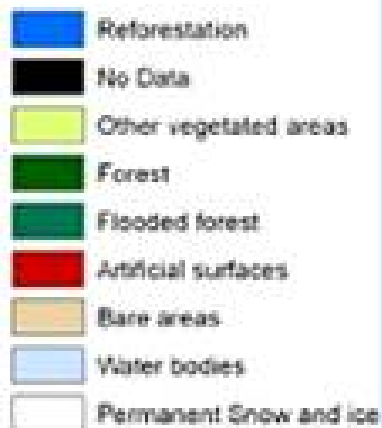 Reforestation
No Data
Other vegetated areas
Forest
Flooded forest
Artificial surfaces
Bare areas
Water bodies
Permanent Snow and ice